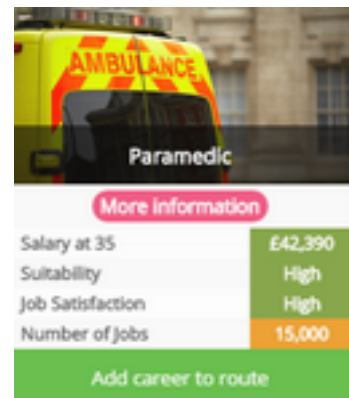 AMBULANCE
Paramedic
More information
Salary at 35 £42,390
Suitability High
Job Satisfaction High
Number of Jobs 15,000
Add career to route